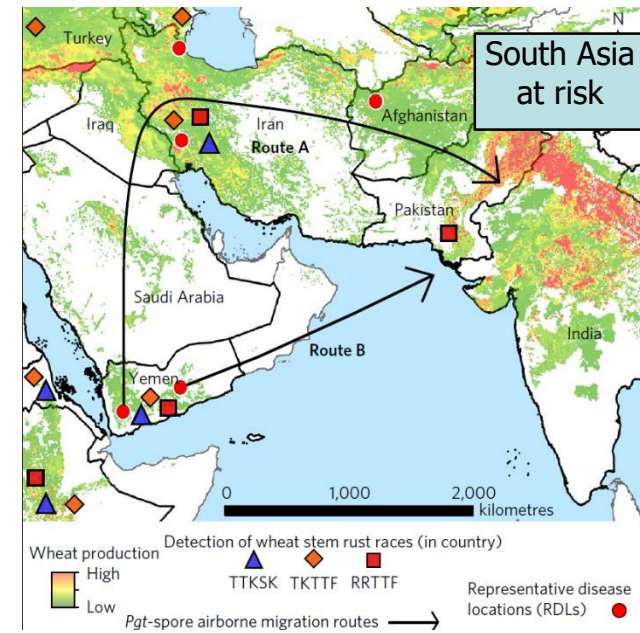 Turkey
N
South Asia
at risk
Iraq
Iran
Afghanistan
Route A
Pakistan
Saudi Arabia
India
Route B
Yemen
0 1,000 2,000
kilometres
Wheat production
High
Low
Detection of wheat stem rust races (in country)
TTKSK TKTTF RRTTF
Representative disease
locations (RDLs)
Pgt-spore airborne migration routes